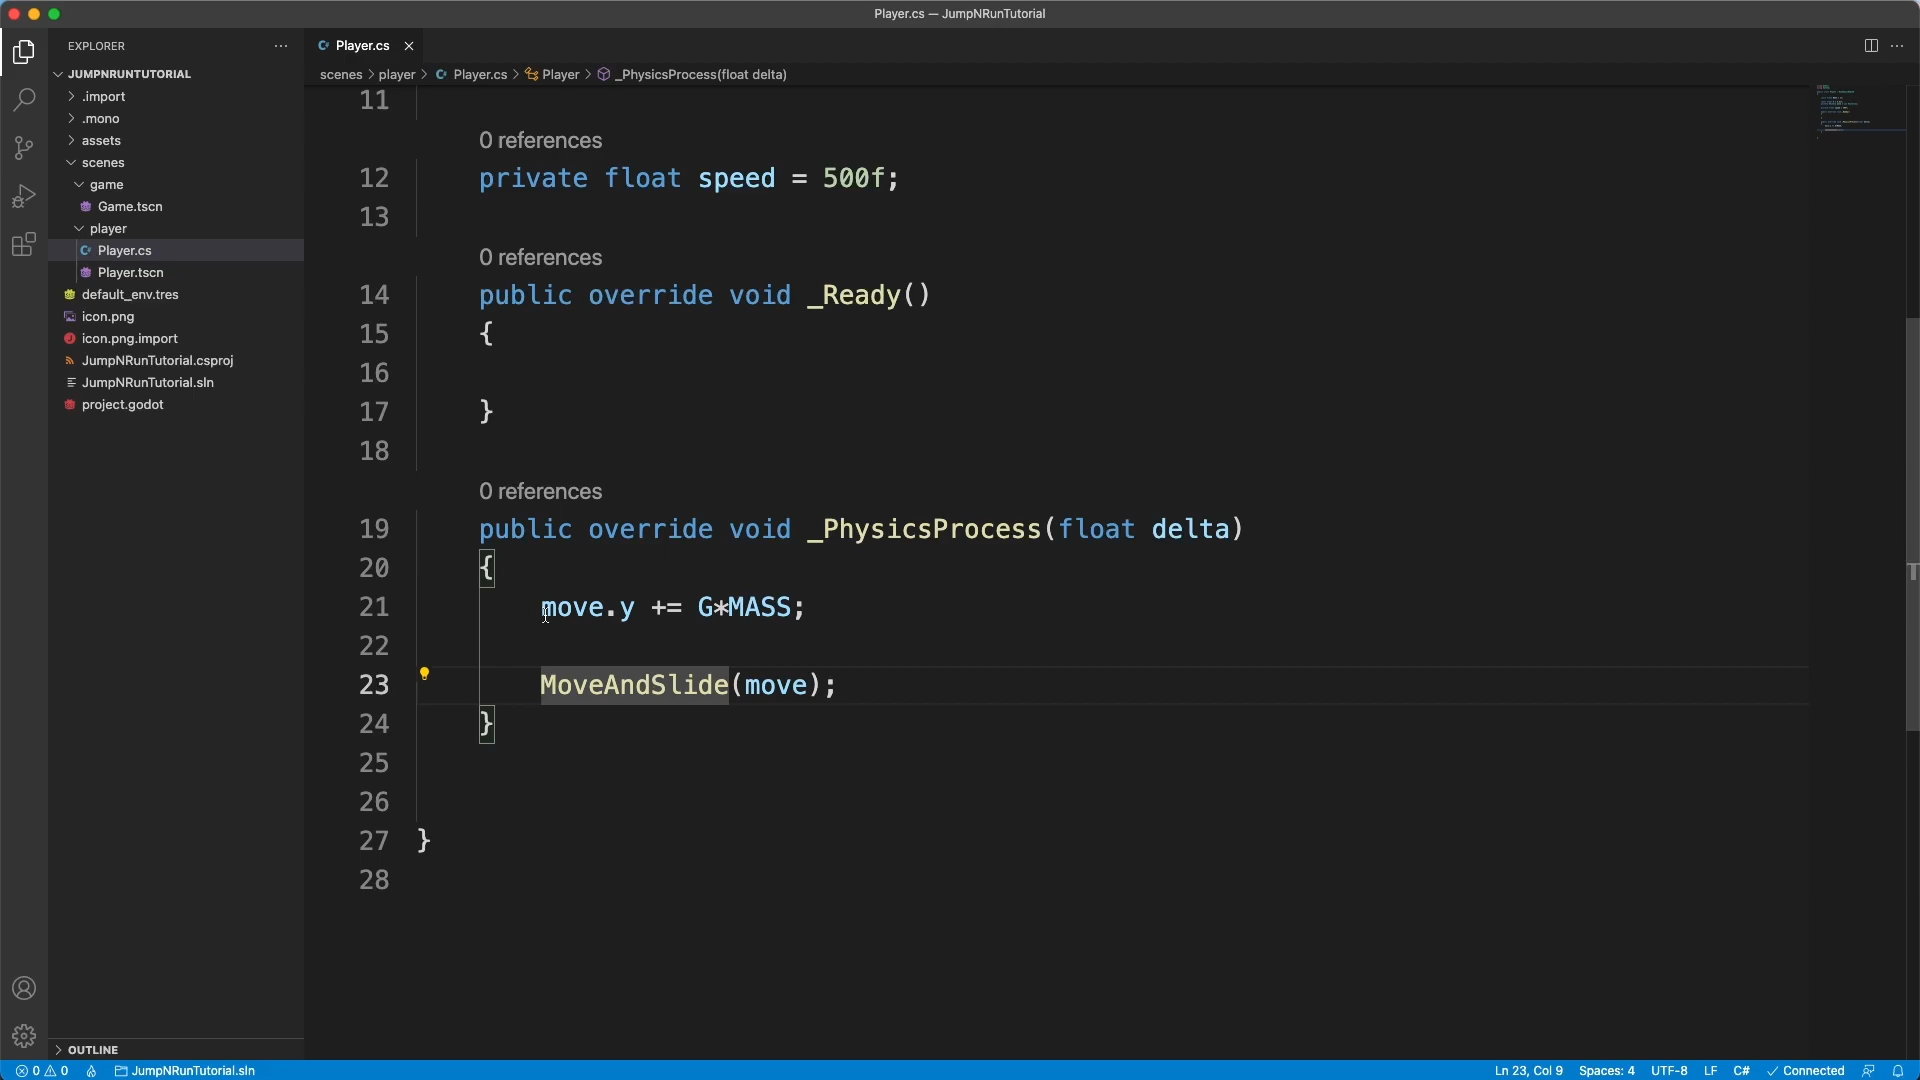 Player.cs — JumpNRunTutorial
EXPLORER
JUMPNRUNTUTORIAL
.import
.mono
assets
scenes
game
Game.tscn
player
Player.cs
Player.tscn
default_env.tres
icon.png
icon.png.import
JumpNRunTutorial.csproj
JumpNRunTutorial.sln
project.godot
OUTLINE
Player.cs
scenes > player > Player.cs > Player > _PhysicsProcess(float delta)
11
0 references
12 private float speed = 500f;
13
0 references
14 public override void _Ready()
15 {
16
17 }
18
0 references
19 public override void _PhysicsProcess(float delta)
20 {
21 move.y += G*MASS;
22
23 MoveAndSlide(move);
24 }
25
26
27 }
28
0 0 JumpNRunTutorial.sln Ln 23, Col 9 Spaces: 4 UTF-8 LF C# Connected